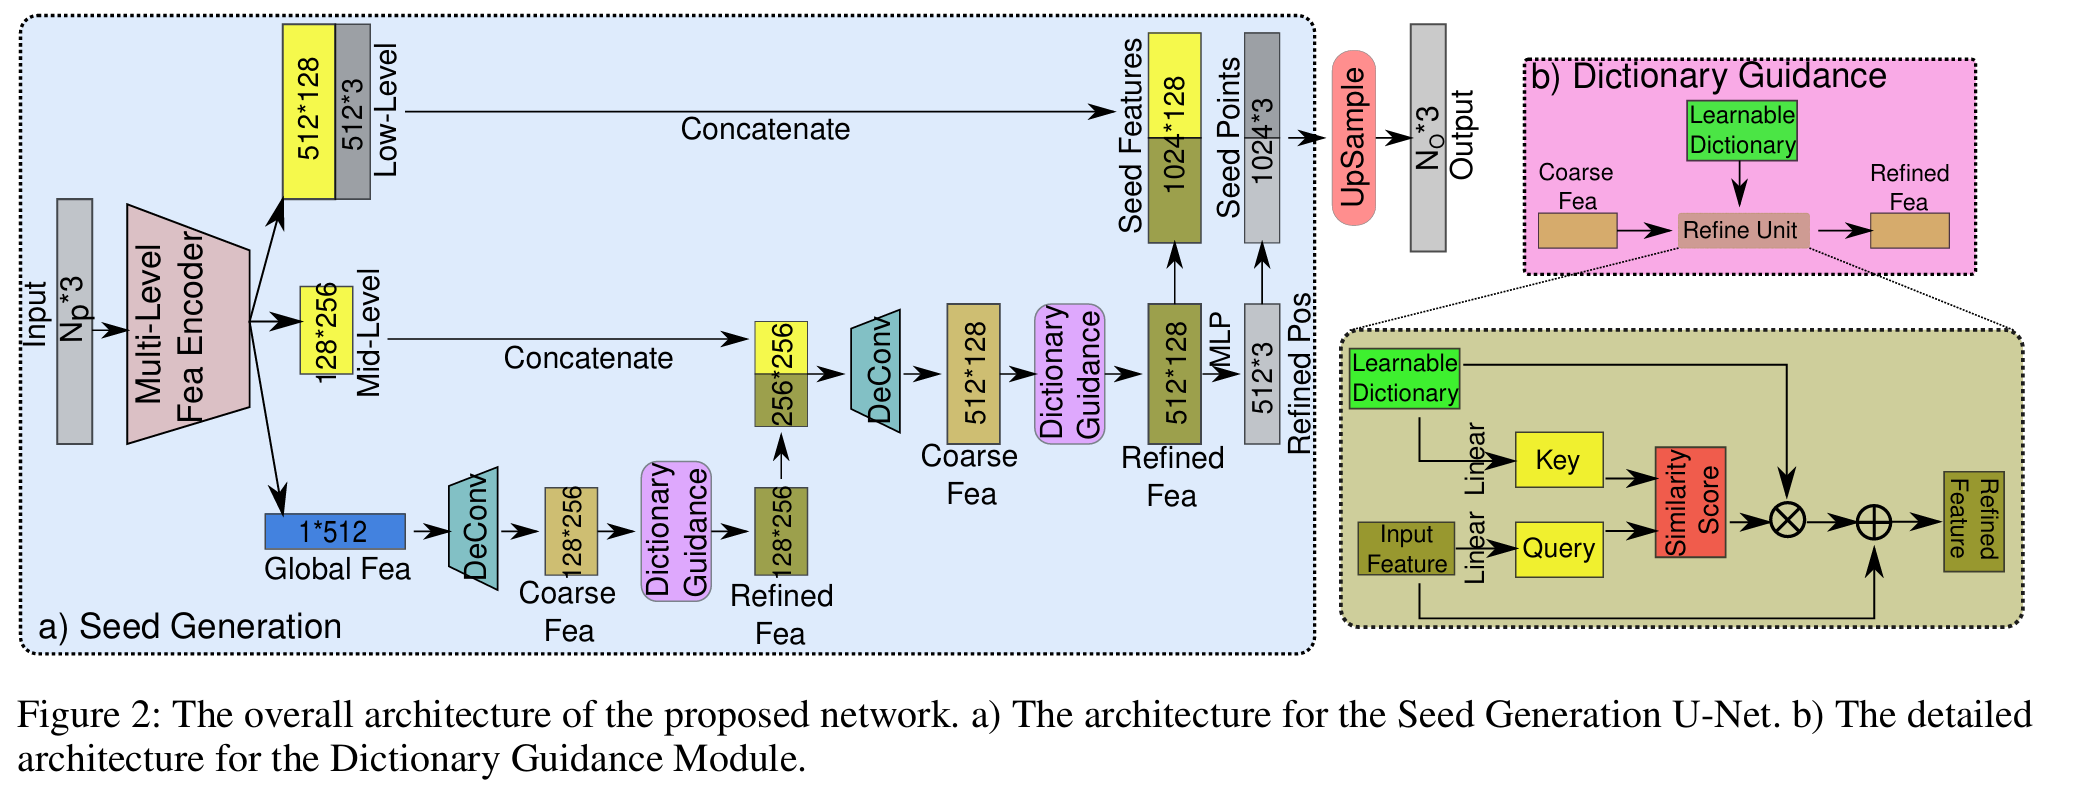 Input
Np*3
Multi-Level
Fea Encoder
512*128
512*3
Low-Level
Concatenate
128*256
Mid-Level
Concatenate
1*512
Global Fea
DeConv
128*256
Coarse
Fea
Dictionary
Guidance
128*256
Refined
Fea
256*256
DeConv
512*128
Coarse
Fea
Dictionary
Guidance
512*128
Refined
Fea
MLP
512*3
Refined Pos
Seed Features
1024*128
Seed Points
1024*3
a) Seed Generation
UpSample
No*3
Output
b) Dictionary Guidance
Learnable
Dictionary
Coarse
Fea
Refine Unit
Refined
Fea
Learnable
Dictionary
Linear
Key
Input
Feature
Linear
Query
Similarity
Score
Refined
Feature
Figure 2: The overall architecture of the proposed network. a) The architecture for the Seed Generation U-Net. b) The detailed
architecture for the Dictionary Guidance Module.